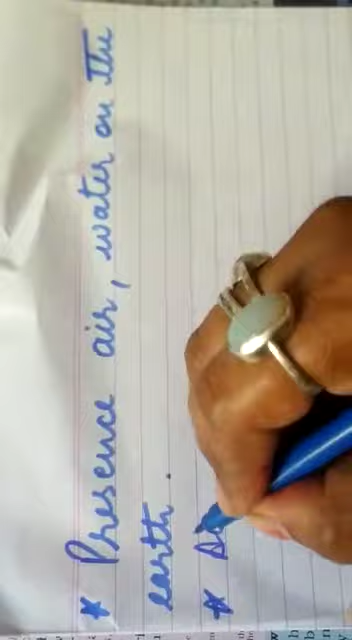 * Presence air, water on the
earth.
*